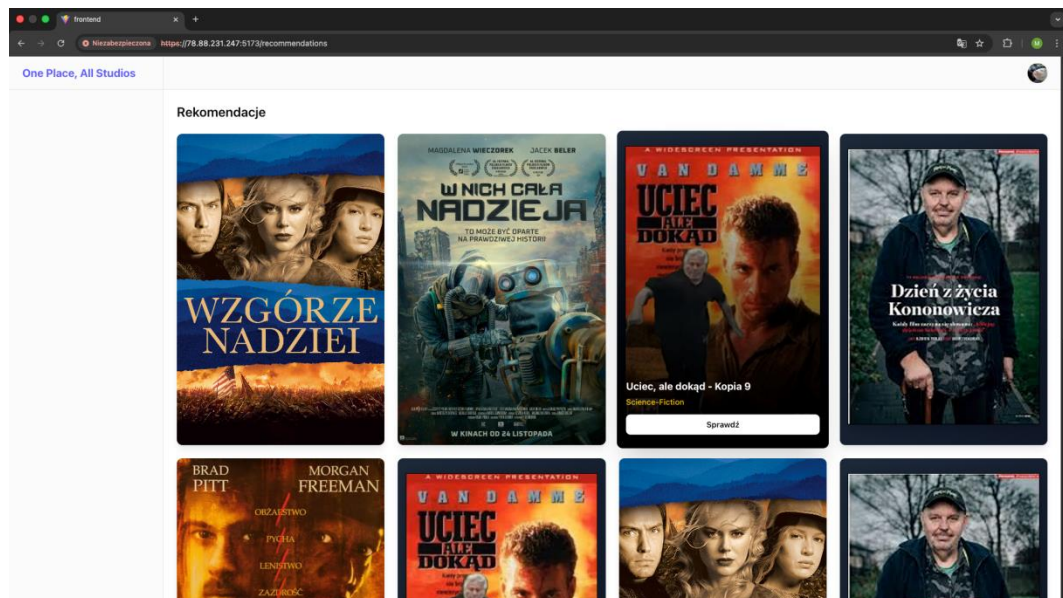 frontend
Niezabezpieczona https://78.88.231.247:5173/recommendations
One Place, All Studios
Rekomendacje
WZGÓRZE
NADZIEI
MAGDALENA WIECZOREK JACEK BELER
W NICH CAŁA
NADZIEJA
TO MOŻE BYĆ OPARTE
NA PRAWDZIWEJ HISTORII
W KINACH OD 24 LISTOPADA
A WIDESCREEN PRESENTATION
VAN DAMME
UCIEC
ALE
DOKĄD
Uciec, ale dokąd - Kopia 9
Science-Fiction
Sprawdź
Dzień z życia
Kononowicza
BRAD
PITT
MORGAN
FREEMAN
OBŻARSTWO
PYCHA
LENISTWO
ZAZDROŚĆ
A WIDESCREEN PRESENTATION
VAN DAMME
UCIEC
ALE
DOKĄD